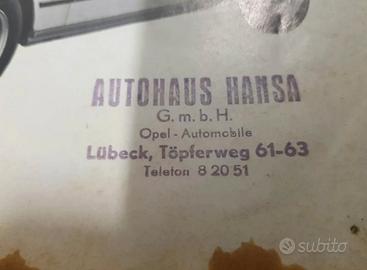 AUTOHAUS HANSA
G.m.b.H.
Opel-Automobile
Lübeck, Töpferweg 61-63
Telefon 8 20 51
subito